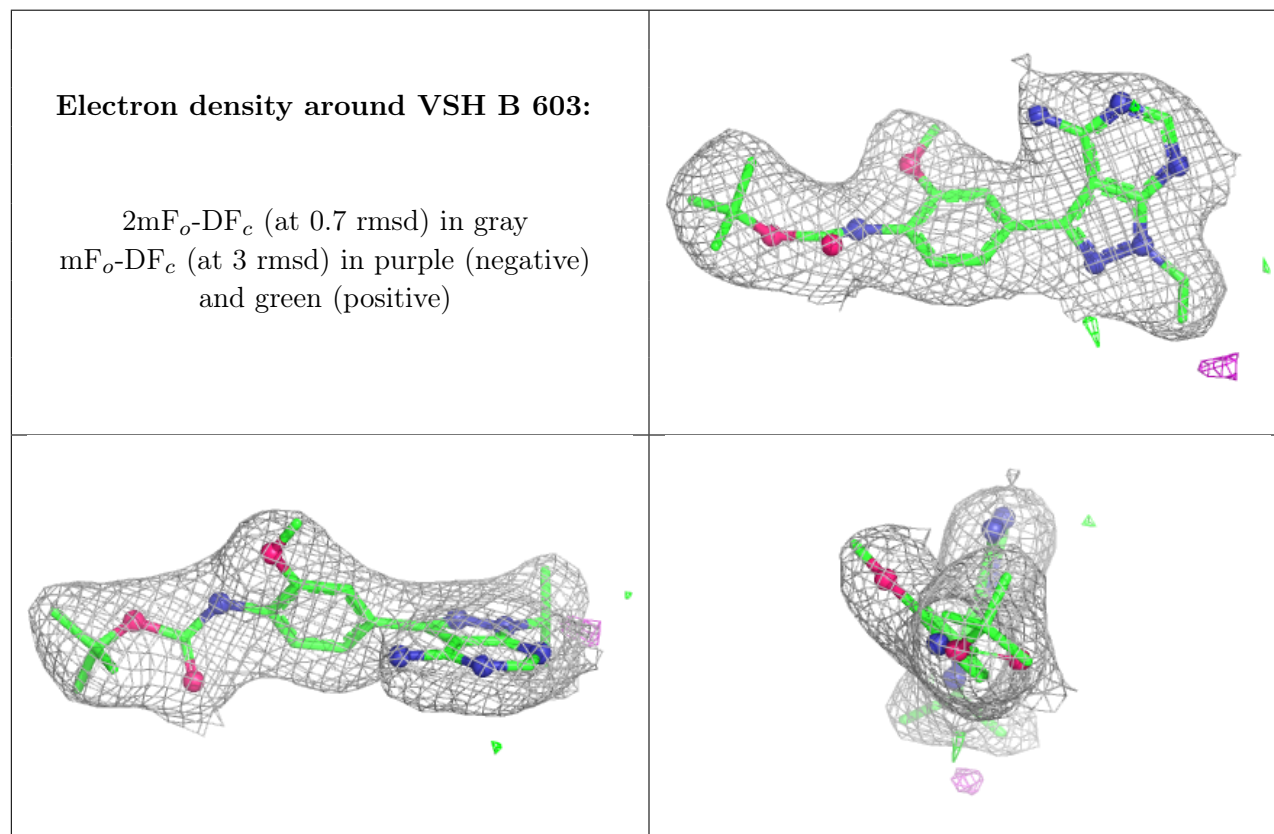 Electron density around VSH B 603:
2mFo-DFc (at 0.7 rmsd) in gray
mFo-DFc (at 3 rmsd) in purple (negative)
and green (positive)